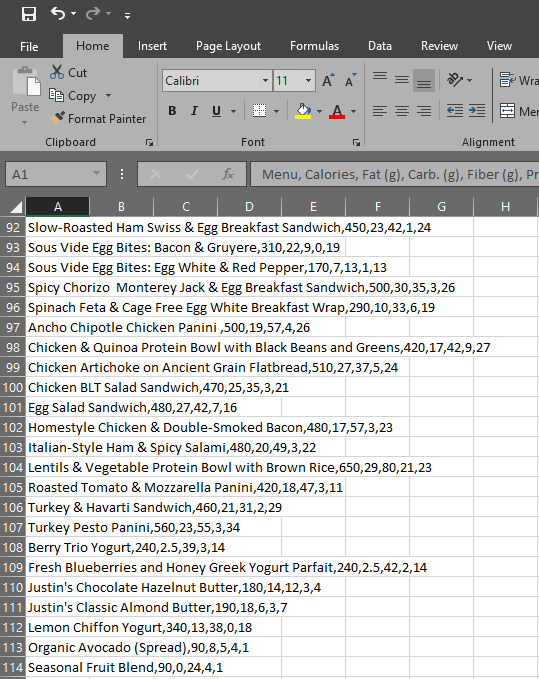 File Home Insert Page Layout Formulas Data Review View
Paste
Cut
Copy
Format Painter
Calibri 11 A A
B I U A
Wra
Mer
Clipboard Font Alignment
A1 fx Menu, Calories, Fat (g), Carb. (g), Fiber (g), Pr
A B C D E F G H
92 Slow-Roasted Ham Swiss & Egg Breakfast Sandwich,450,23,42,1,24
93 Sous Vide Egg Bites: Bacon & Gruyere,310,22,9,0,19
94 Sous Vide Egg Bites: Egg White & Red Pepper,170,7,13,1,13
95 Spicy Chorizo  Monterey Jack & Egg Breakfast Sandwich,500,30,35,3,26
96 Spinach Feta & Cage Free Egg White Breakfast Wrap,290,10,33,6,19
97 Ancho Chipotle Chicken Panini ,500,19,57,4,26
98 Chicken & Quinoa Protein Bowl with Black Beans and Greens,420,17,42,9,27
99 Chicken Artichoke on Ancient Grain Flatbread,510,27,37,5,24
100 Chicken BLT Salad Sandwich,470,25,35,3,21
101 Egg Salad Sandwich,480,27,42,7,16
102 Homestyle Chicken & Double-Smoked Bacon,480,17,57,3,23
103 Italian-Style Ham & Spicy Salami,480,20,49,3,22
104 Lentils & Vegetable Protein Bowl with Brown Rice,650,29,80,21,23
105 Roasted Tomato & Mozzarella Panini,420,18,47,3,11
106 Turkey & Havarti Sandwich,460,21,31,2,29
107 Turkey Pesto Panini,560,23,55,3,34
108 Berry Trio Yogurt,240,2.5,39,3,14
109 Fresh Blueberries and Honey Greek Yogurt Parfait,240,2.5,42,2,14
110 Justin's Chocolate Hazelnut Butter,180,14,12,3,4
111 Justin's Classic Almond Butter,190,18,6,3,7
112 Lemon Chiffon Yogurt,340,13,38,0,18
113 Organic Avocado (Spread),90,8,5,4,1
114 Seasonal Fruit Blend,90,0,24,4,1